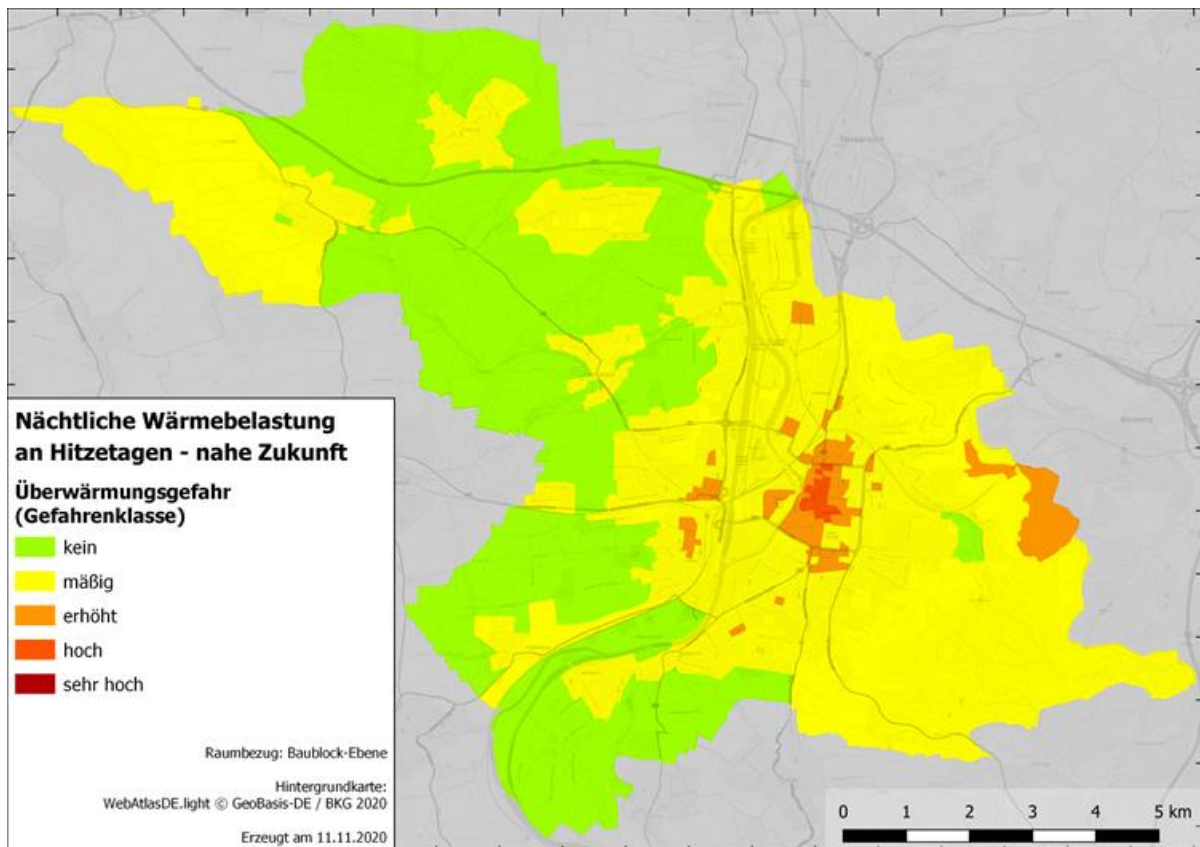 Nächtliche Wärmebelastung
an Hitzetagen - nahe Zukunft
Überwärmungsgefahr
(Gefahrenklasse)
kein
mäßig
erhöht
hoch
sehr hoch
Raumbezug: Baublock-Ebene
Hintergrundkarte:
WebAtlasDE.light © GeoBasis-DE / BKG 2020
Erzeugt am 11.11.2020
0 1 2 3 4 5 km